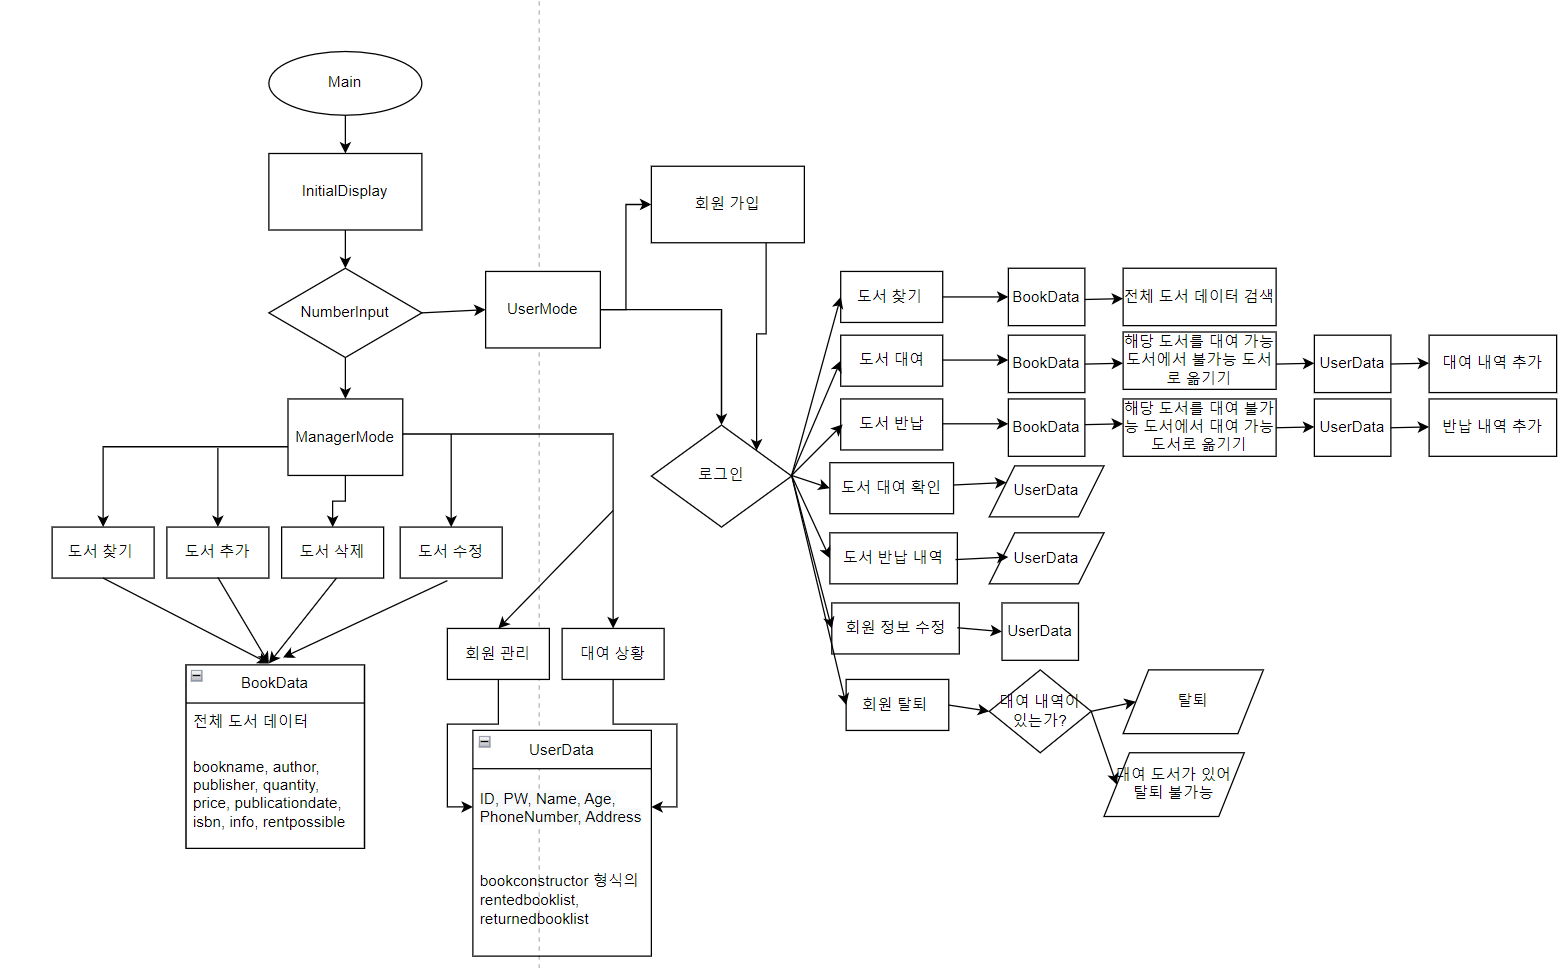 Main
InitialDisplay
NumberInput
UserMode
회원 가입
로그인
ManagerMode
도서 찾기
도서 추가
도서 삭제
도서 수정
회원 관리
대여 상황
BookData
전체 도서 데이터
bookname, author,
publisher, quantity,
price, publicationdate,
isbn, info, rentpossible
UserData
ID, PW, Name, Age,
PhoneNumber, Address
bookconstructor 형식의
rentedbooklist,
returnedbooklist
도서 찾기
BookData
전체 도서 데이터 검색
도서 대여
BookData
해당 도서를 대여 가능
도서에서 불가능 도서
로 옮기기
UserData
대여 내역 추가
도서 반납
BookData
해당 도서를 대여 불가
능 도서에서 대여 가능
도서로 옮기기
UserData
반납 내역 추가
도서 대여 확인
UserData
도서 반납 내역
UserData
회원 정보 수정
UserData
회원 탈퇴
대여 내역이
있는가?
탈퇴
대여 도서가 있어
탈퇴 불가능